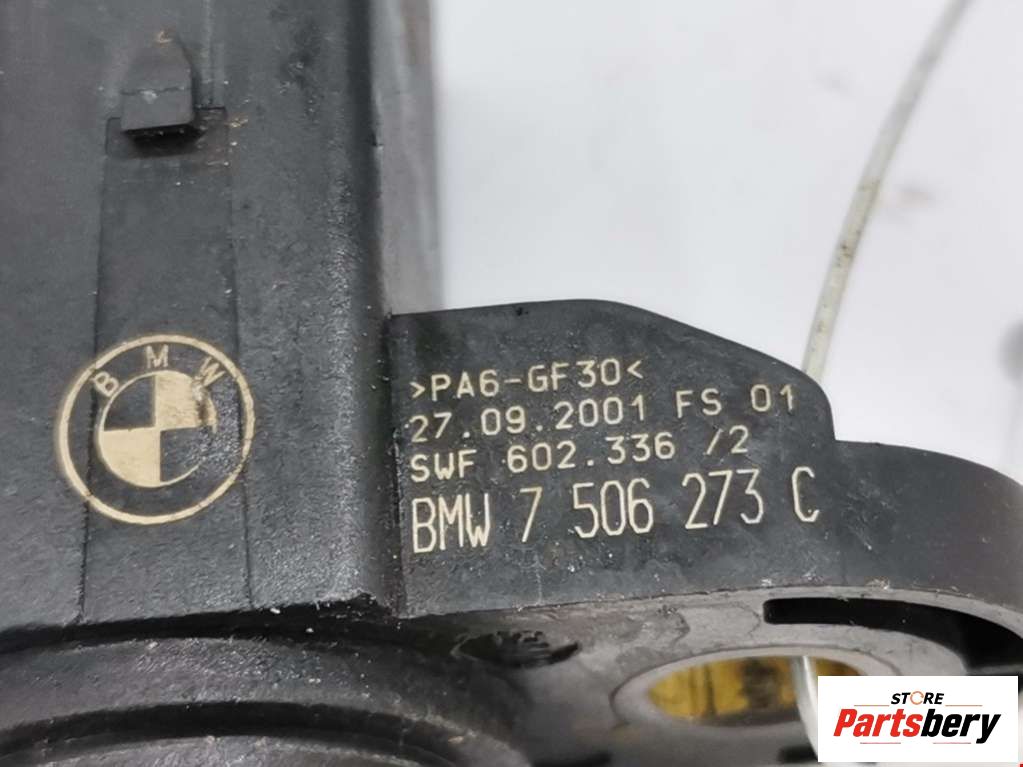 BMW
>PA6-GF30<
27.09.2001 FS 01
SWF 602.336 /2
BMW 7 506 273 C
STORE
Partsbery